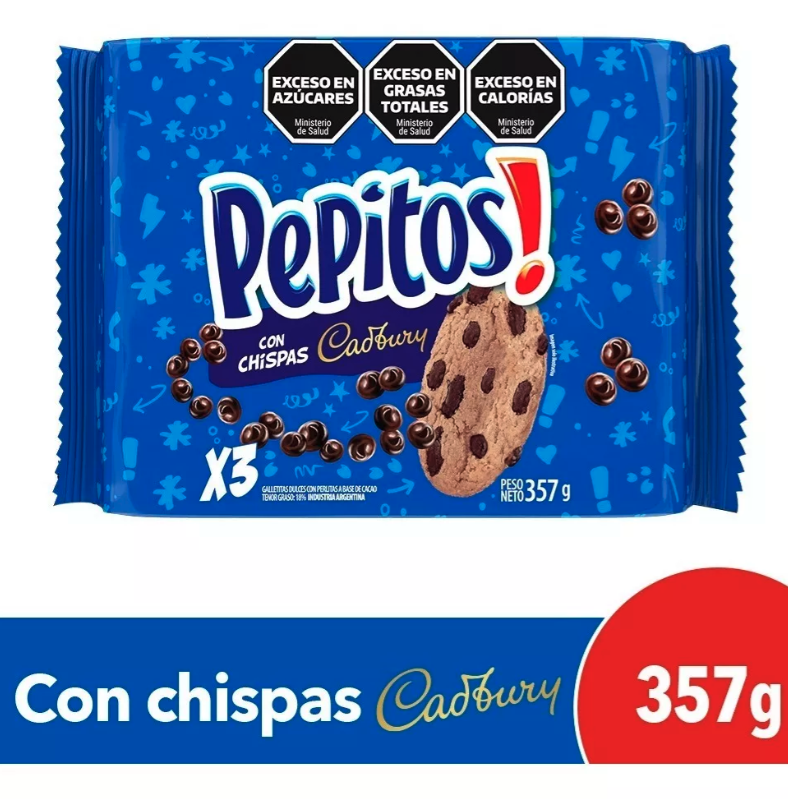 EXCESO EN
AZÚCARES
Ministerio
de Salud
EXCESO EN
GRASAS
TOTALES
Ministerio
de Salud
EXCESO EN
CALORÍAS
Ministerio
de Salud
Pepitos!
CON
CHISPAS Cadbury
X3
GALLETITAS DULCES CON PERLITAS A BASE DE CACAO
TENOR GRASO: 18% INDUSTRIA ARGENTINA
PESO
NETO 357 g
Con chispas Cadbury
357g